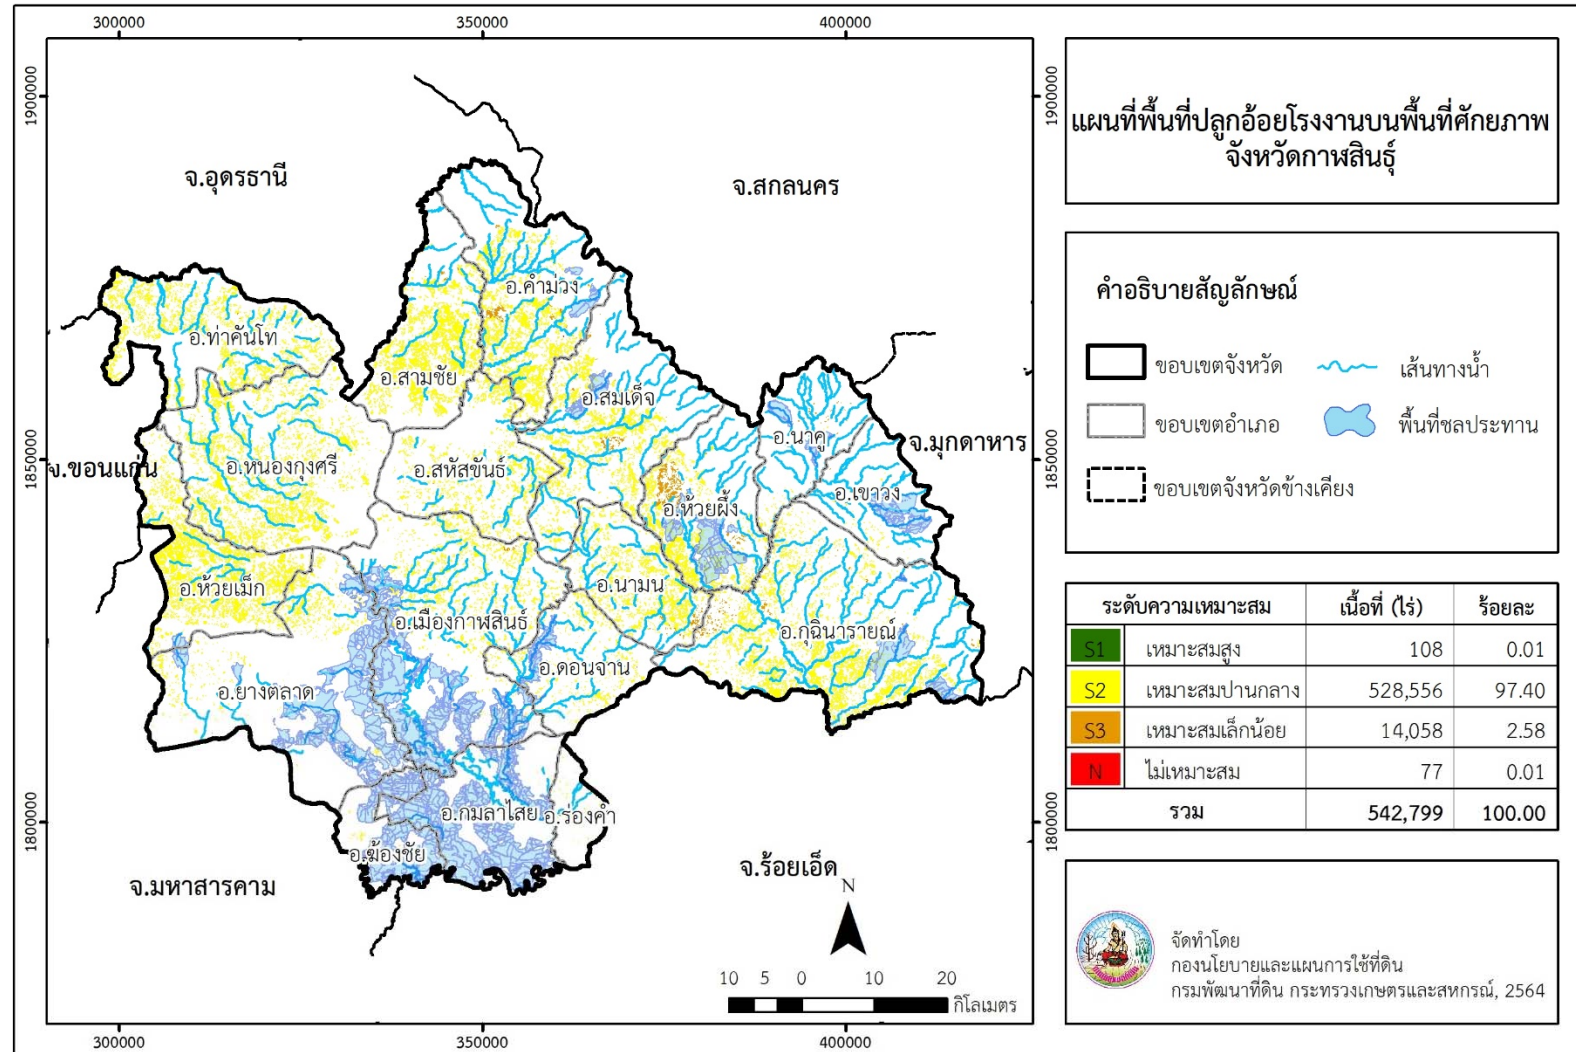 300000 350000 400000
1900000 1900000
1850000 1850000
1800000 1800000
จ.อุดรธานี
จ.สกลนคร
อ.คำม่วง
อ.ท่าคันโท
อ.สามชัย
อ.สมเด็จ
อ.นาคู
จ.มุกดาหาร
จ.ขอนแก่น
อ.หนองกุงศรี
อ.สหัสขันธ์
อ.เขาวง
อ.ห้วยผึ้ง
อ.ห้วยเม็ก
อ.นามน
อ.เมืองกาฬสินธุ์
อ.กุฉินารายณ์
อ.ดอนจาน
อ.ยางตลาด
อ.กมลาไสย
อ.ร่องคำ
อ.ฆ้องชัย
จ.มหาสารคาม
จ.ร้อยเอ็ด
N
10 5 0 10 20
กิโลเมตร
300000 350000 400000
แผนที่พื้นที่ปลูกอ้อยโรงงานบนพื้นที่ศักยภาพ
จังหวัดกาฬสินธุ์
คำอธิบายสัญลักษณ์
ขอบเขตจังหวัด เส้นทางน้ำ
ขอบเขตอำเภอ พื้นที่ชลประทาน
ขอบเขตจังหวัดข้างเคียง
ระดับความเหมาะสม เนื้อที่ (ไร่) ร้อยละ
S1 เหมาะสมสูง 108 0.01
S2 เหมาะสมปานกลาง 528,556 97.40
S3 เหมาะสมเล็กน้อย 14,058 2.58
N ไม่เหมาะสม 77 0.01
รวม 542,799 100.00
จัดทำโดย
กองนโยบายและแผนการใช้ที่ดิน
กรมพัฒนาที่ดิน กระทรวงเกษตรและสหกรณ์, 2564